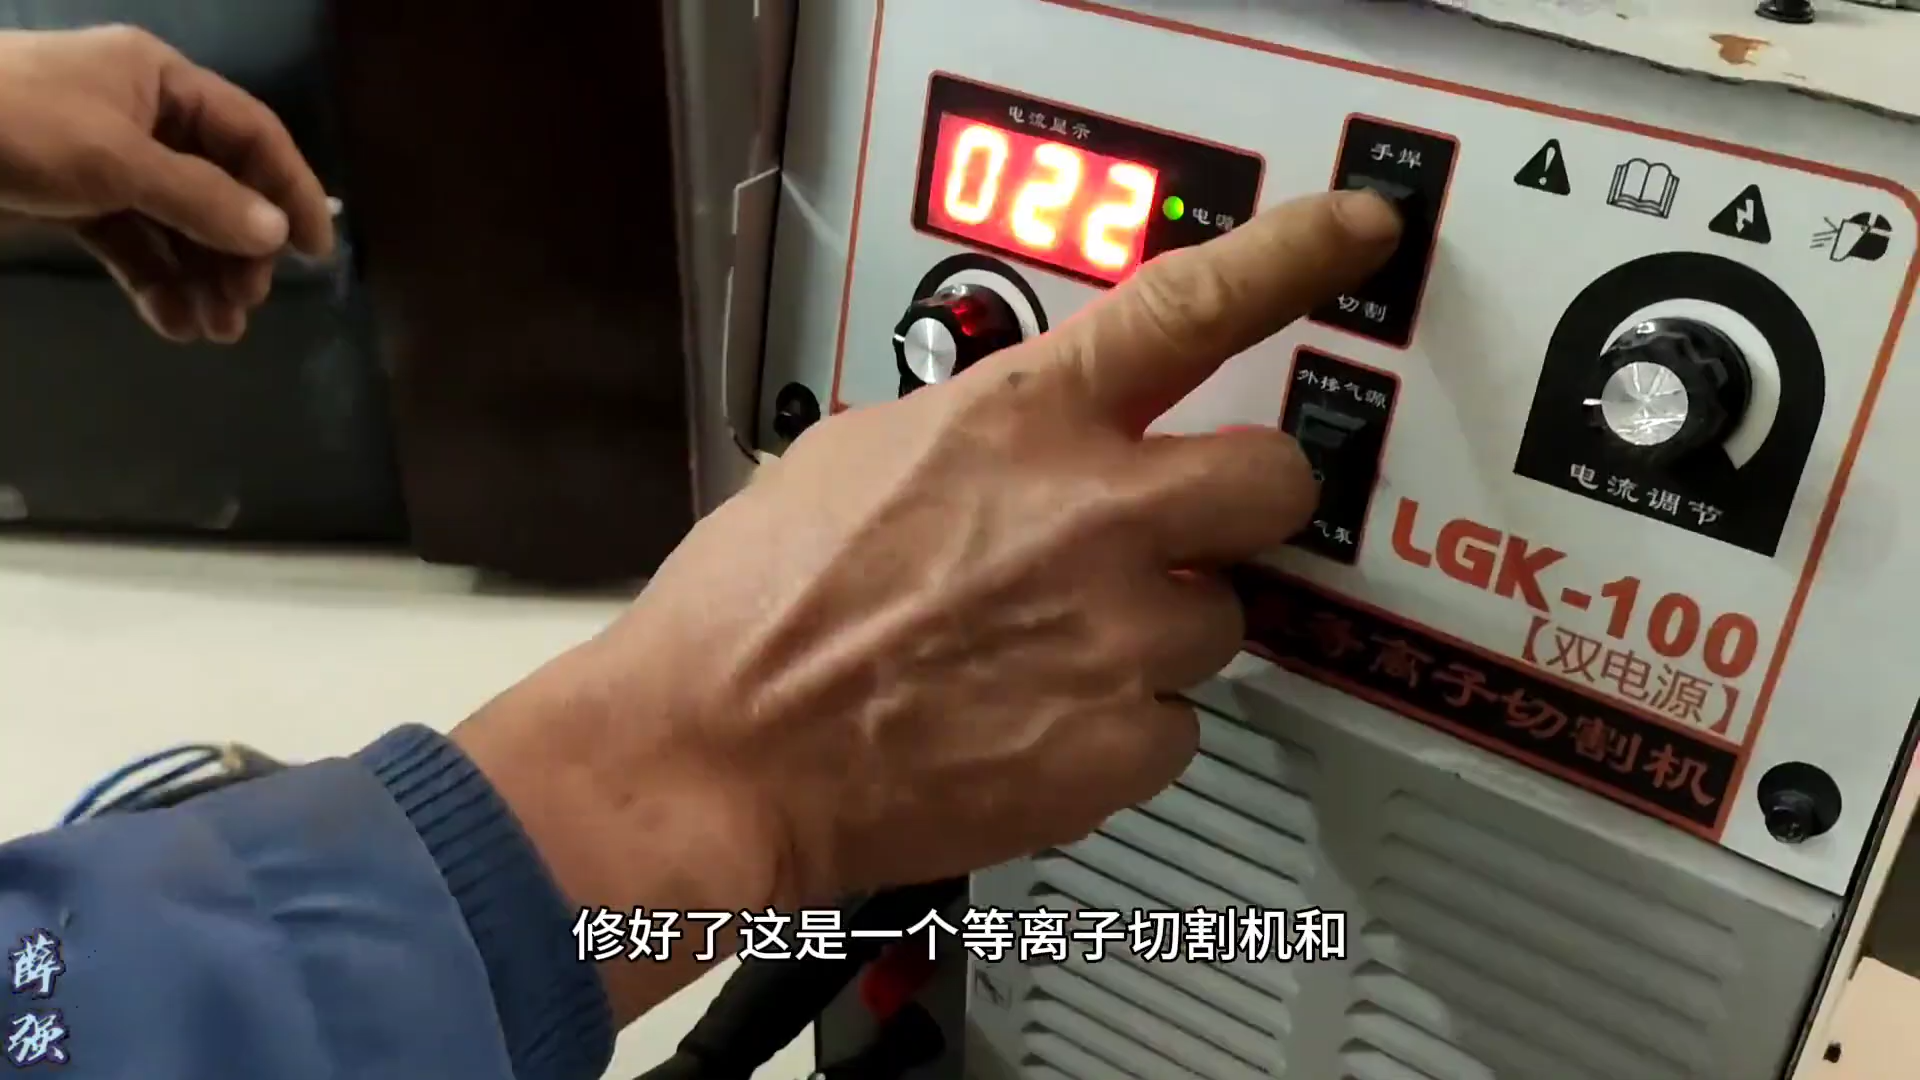 电流显示
022
电源
手焊
切割
外接气源
气泵
电流调节
LGK-100
【双电源】
等离子切割机
修好了这是一个等离子切割机和
薛强